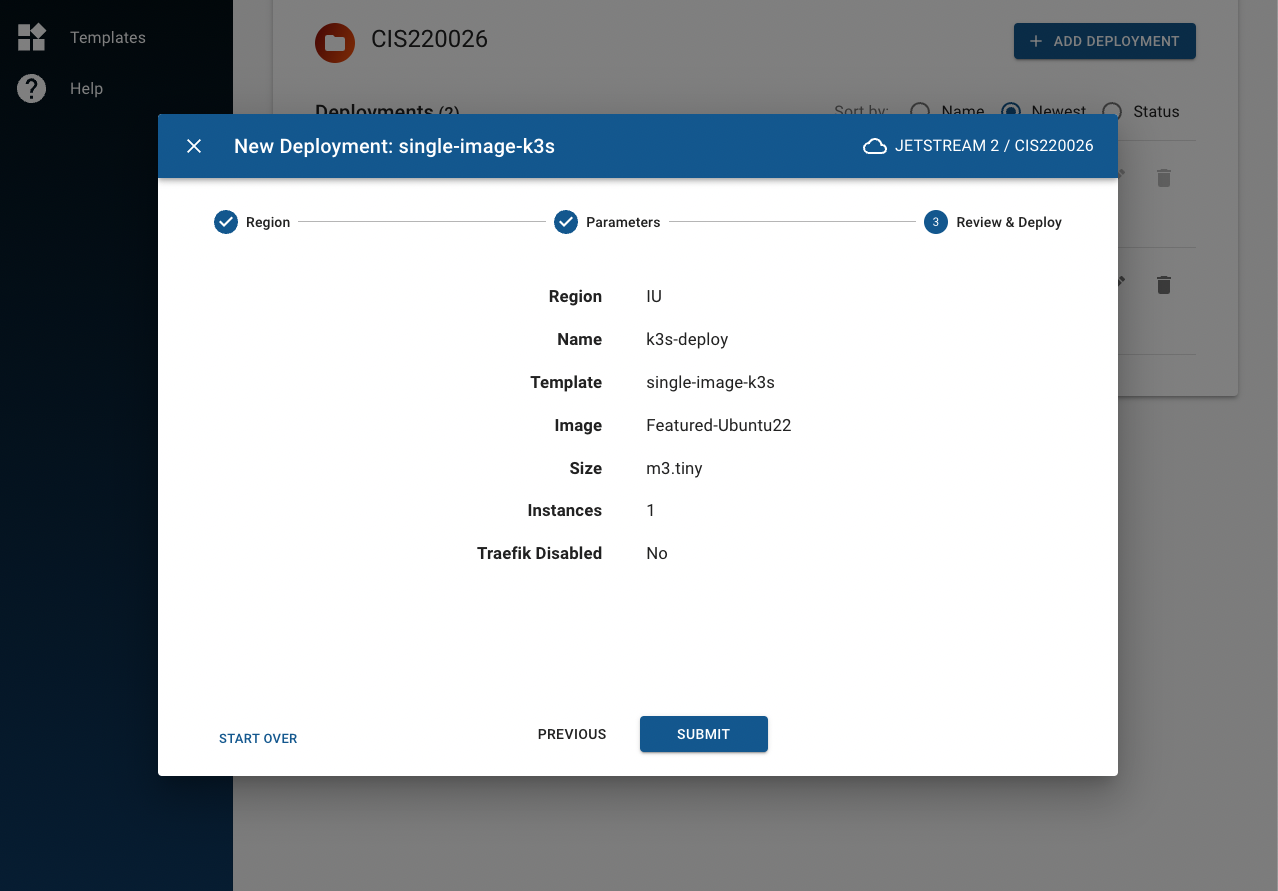 Templates
Help
CIS220026
+ ADD DEPLOYMENT
Deployments (2)
Sort by: Name Newest Status
New Deployment: single-image-k3s
JETSTREAM 2 / CIS220026
Region Parameters 3 Review & Deploy
Region IU
Name k3s-deploy
Template single-image-k3s
Image Featured-Ubuntu22
Size m3.tiny
Instances 1
Traefik Disabled No
START OVER PREVIOUS SUBMIT